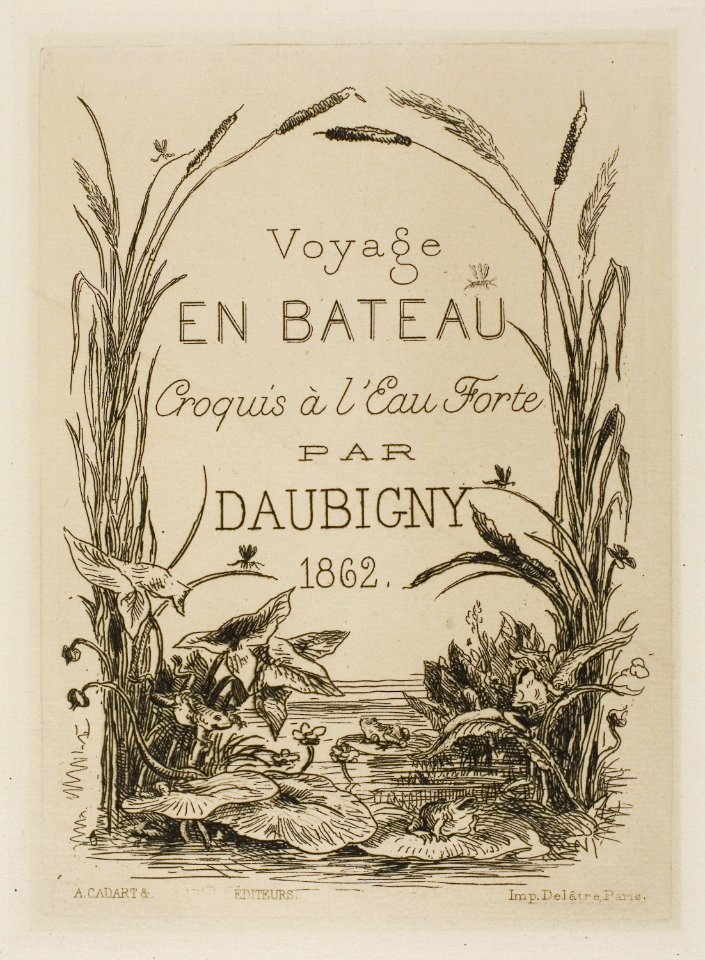 Voyage
EN BATEAU
Croquis à l'Eau Forte
PAR
DAUBIGNY
1862.
A. CADART & ÉDITEURS.
Imp. Delâtre, Paris.